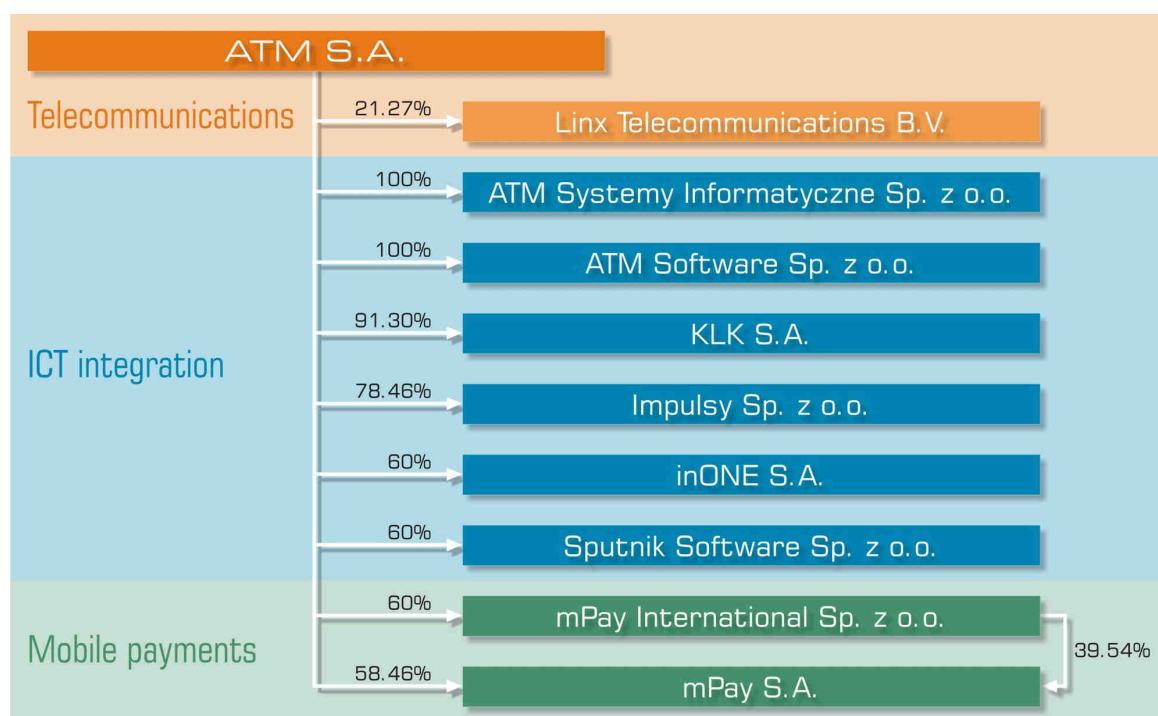 ATM S.A.
Telecommunications
21.27%
Linx Telecommunications B.V.
ICT integration
100%
ATM Systemy Informatyczne Sp. z o.o.
100%
ATM Software Sp. z o.o.
91.30%
KLK S.A.
78.46%
Impulsy Sp. z o.o.
60%
inONE S.A.
60%
Sputnik Software Sp. z o.o.
Mobile payments
60%
mPay International Sp. z o.o.
39.54%
58.46%
mPay S.A.